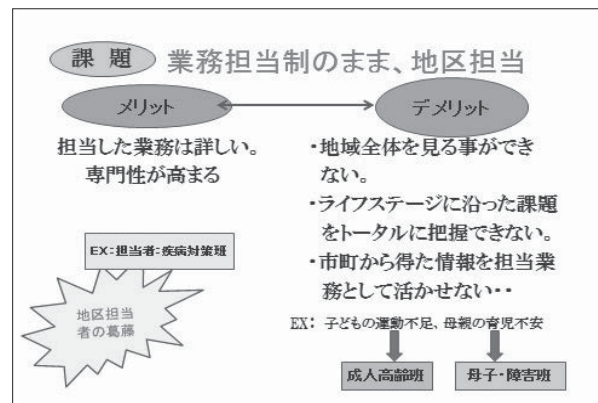 課 題 業務担当制のまま、地区担当
メリット
デメリット
担当した業務は詳しい。
専門性が高まる
・地域全体を見る事ができ
ない。
・ライフステージに沿った課題
をトータルに把握できない。
・市町から得た情報を担当業
務として活かせない・・
EX:担当者:疾病対策班
地区担当
者の葛藤
EX: 子どもの運動不足、母親の育児不安
成人高齢班
母子・障害班